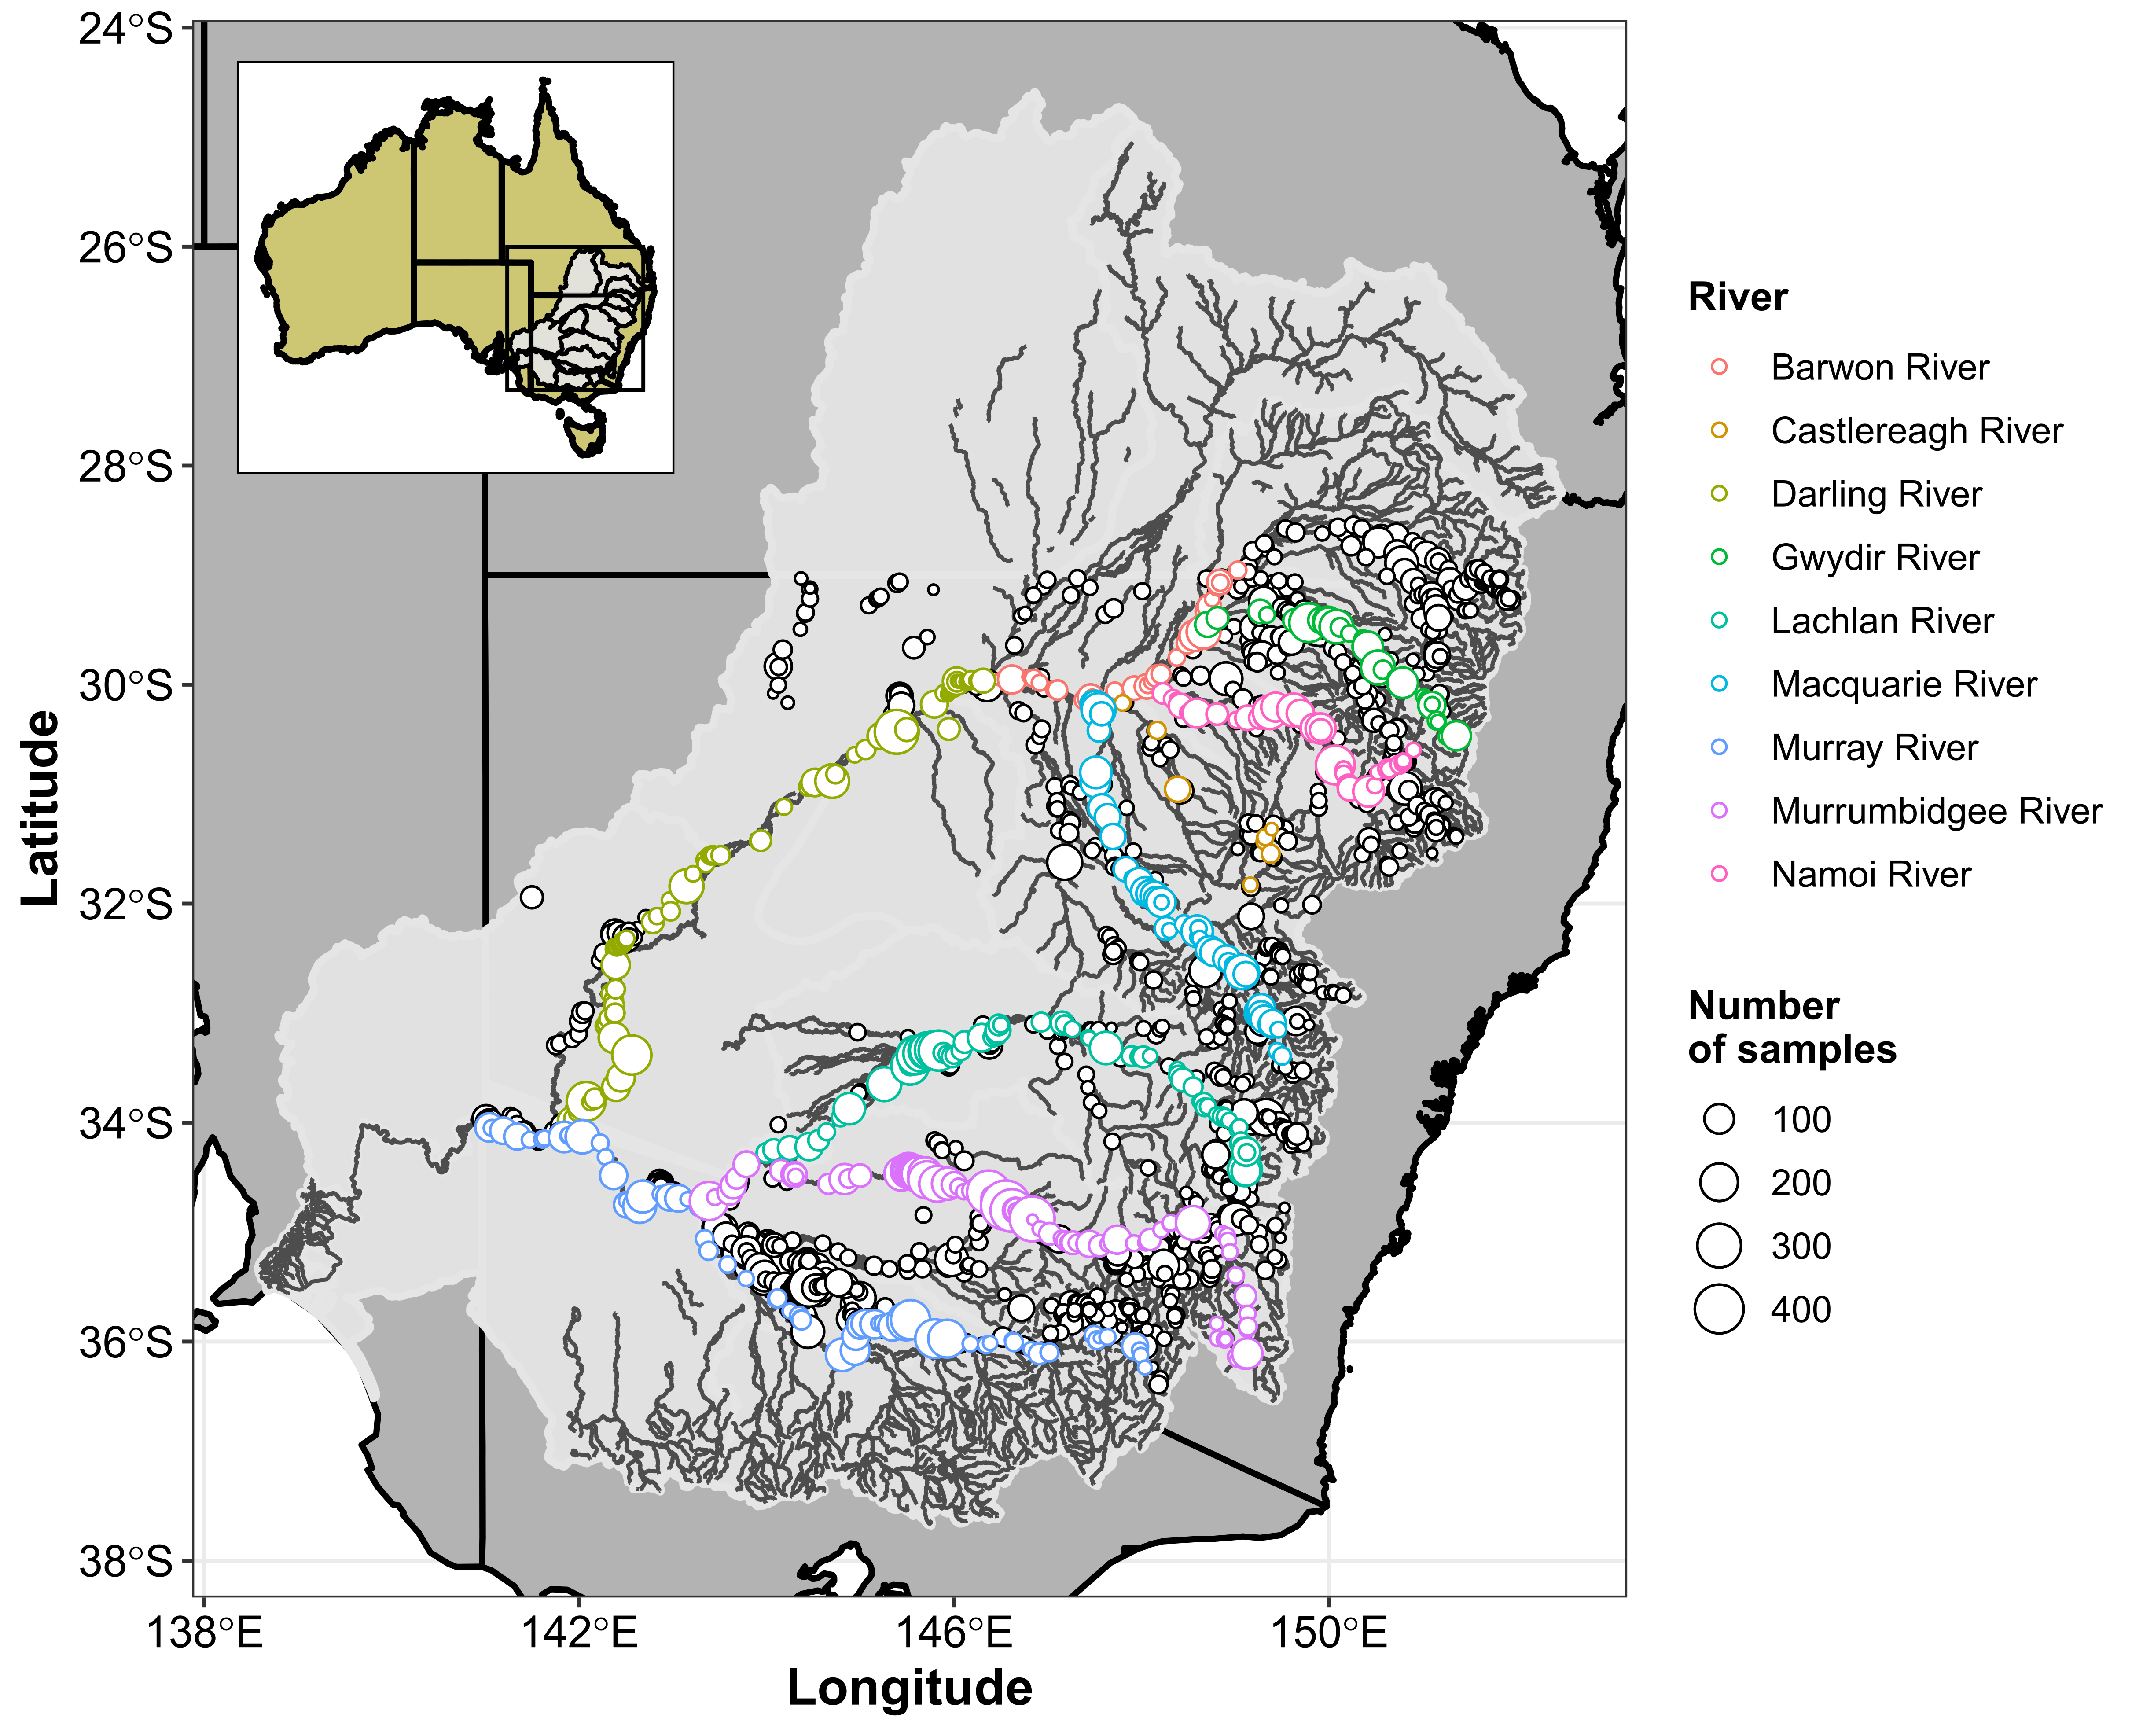 24°S
26°S
28°S
30°S
32°S
34°S
36°S
38°S
Latitude
138°E
142°E
146°E
150°E
Longitude
River
Barwon River
Castlereagh River
Darling River
Gwydir River
Lachlan River
Macquarie River
Murray River
Murrumbidgee River
Namoi River
Number
of samples
100
200
300
400